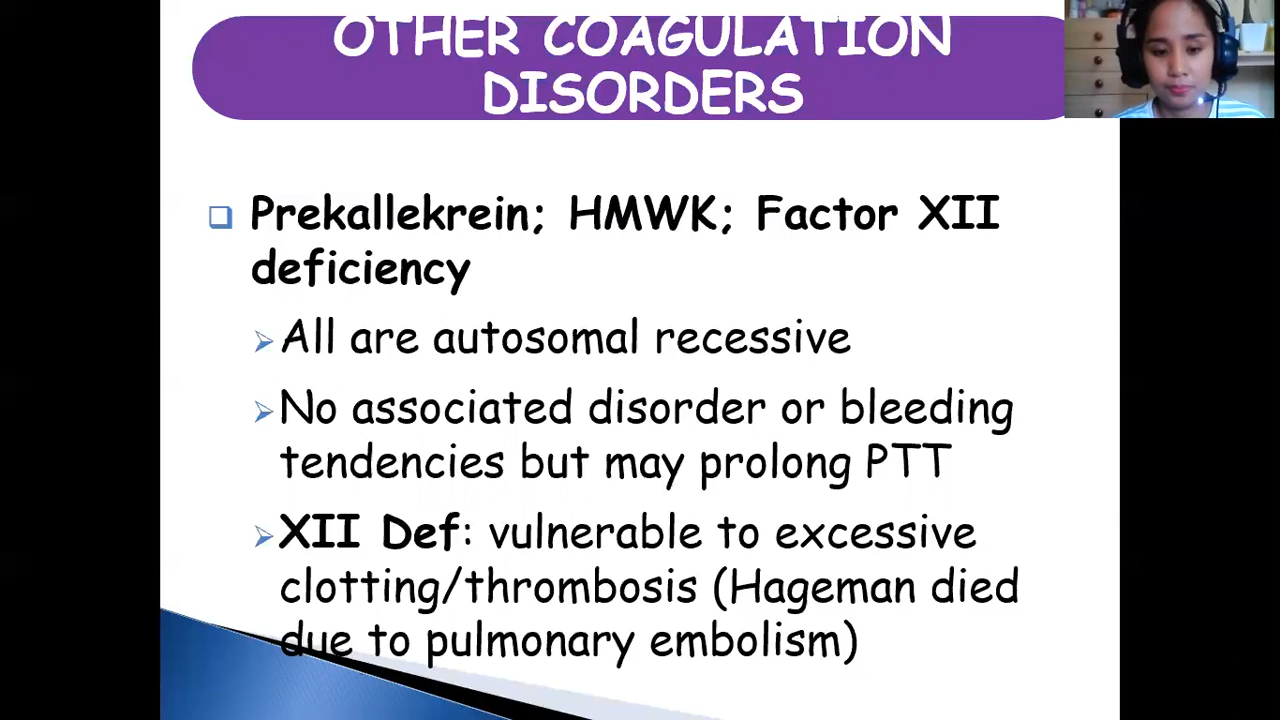 OTHER COAGULATION
DISORDERS
Prekallekrein; HMWK; Factor XII
deficiency
All are autosomal recessive
No associated disorder or bleeding
tendencies but may prolong PTT
XII Def: vulnerable to excessive
clotting/thrombosis (Hageman died
due to pulmonary embolism)